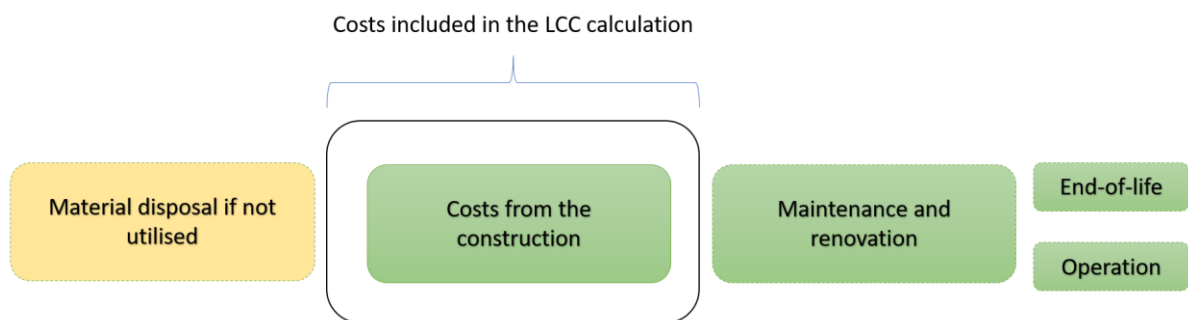 Costs included in the LCC calculation
Material disposal if not
utilised
Costs from the
construction
Maintenance and
renovation
End-of-life
Operation